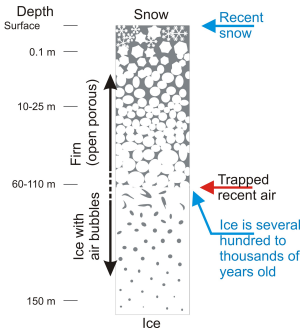 Depth
Surface
Snow
Recent
snow
0.1 m
10-25 m
Firn
(open porous)
60-110 m
Trapped
recent air
Ice with
air bubbles
Ice is several
hundred to
thousands of
years old
150 m
Ice